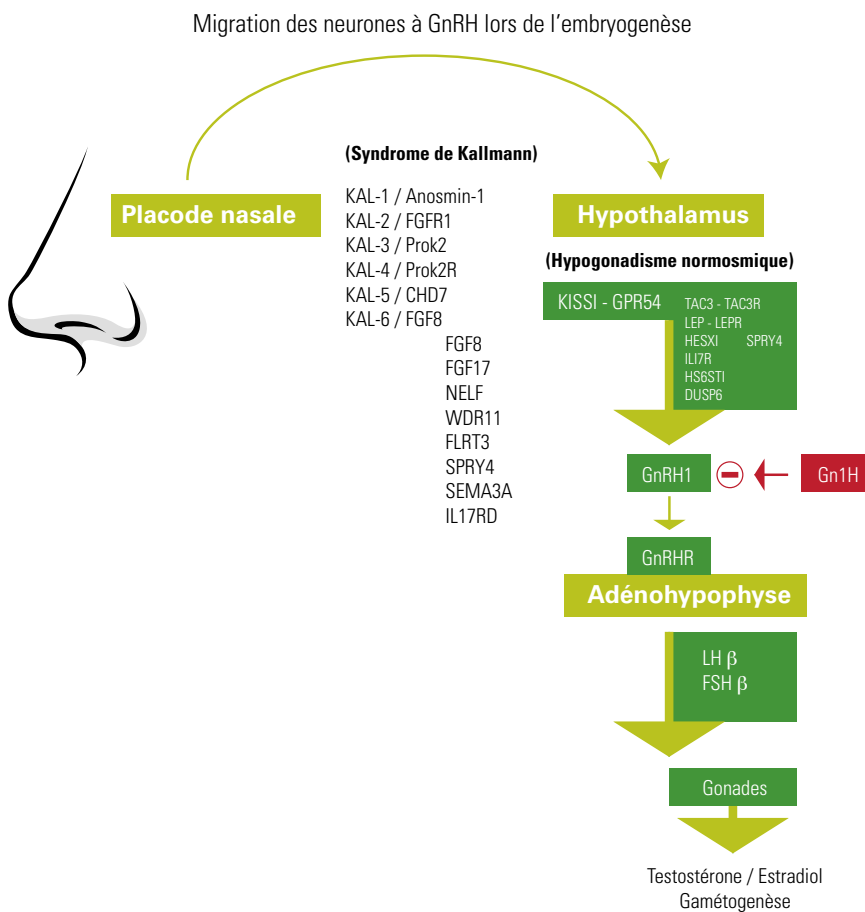 Migration des neurones à GnRH lors de l'embryogenèse
(Syndrome de Kallmann)
Placode nasale
KAL-1 / Anosmin-1
KAL-2 / FGFR1
KAL-3 / Prok2
KAL-4 / Prok2R
KAL-5 / CHD7
KAL-6 / FGF8
FGF8
FGF17
NELF
WDR11
FLRT3
SPRY4
SEMA3A
IL17RD
Hypothalamus
(Hypogonadisme normosmique)
KISSI - GPR54
TAC3 - TAC3R
LEP - LEPR
HESXI SPRY4
ILI7R
HS6STI
DUSP6
GnRH1
Gn1H
GnRHR
Adénohypophyse
LH β
FSH β
Gonades
Testostérone / Estradiol
Gamétogenèse